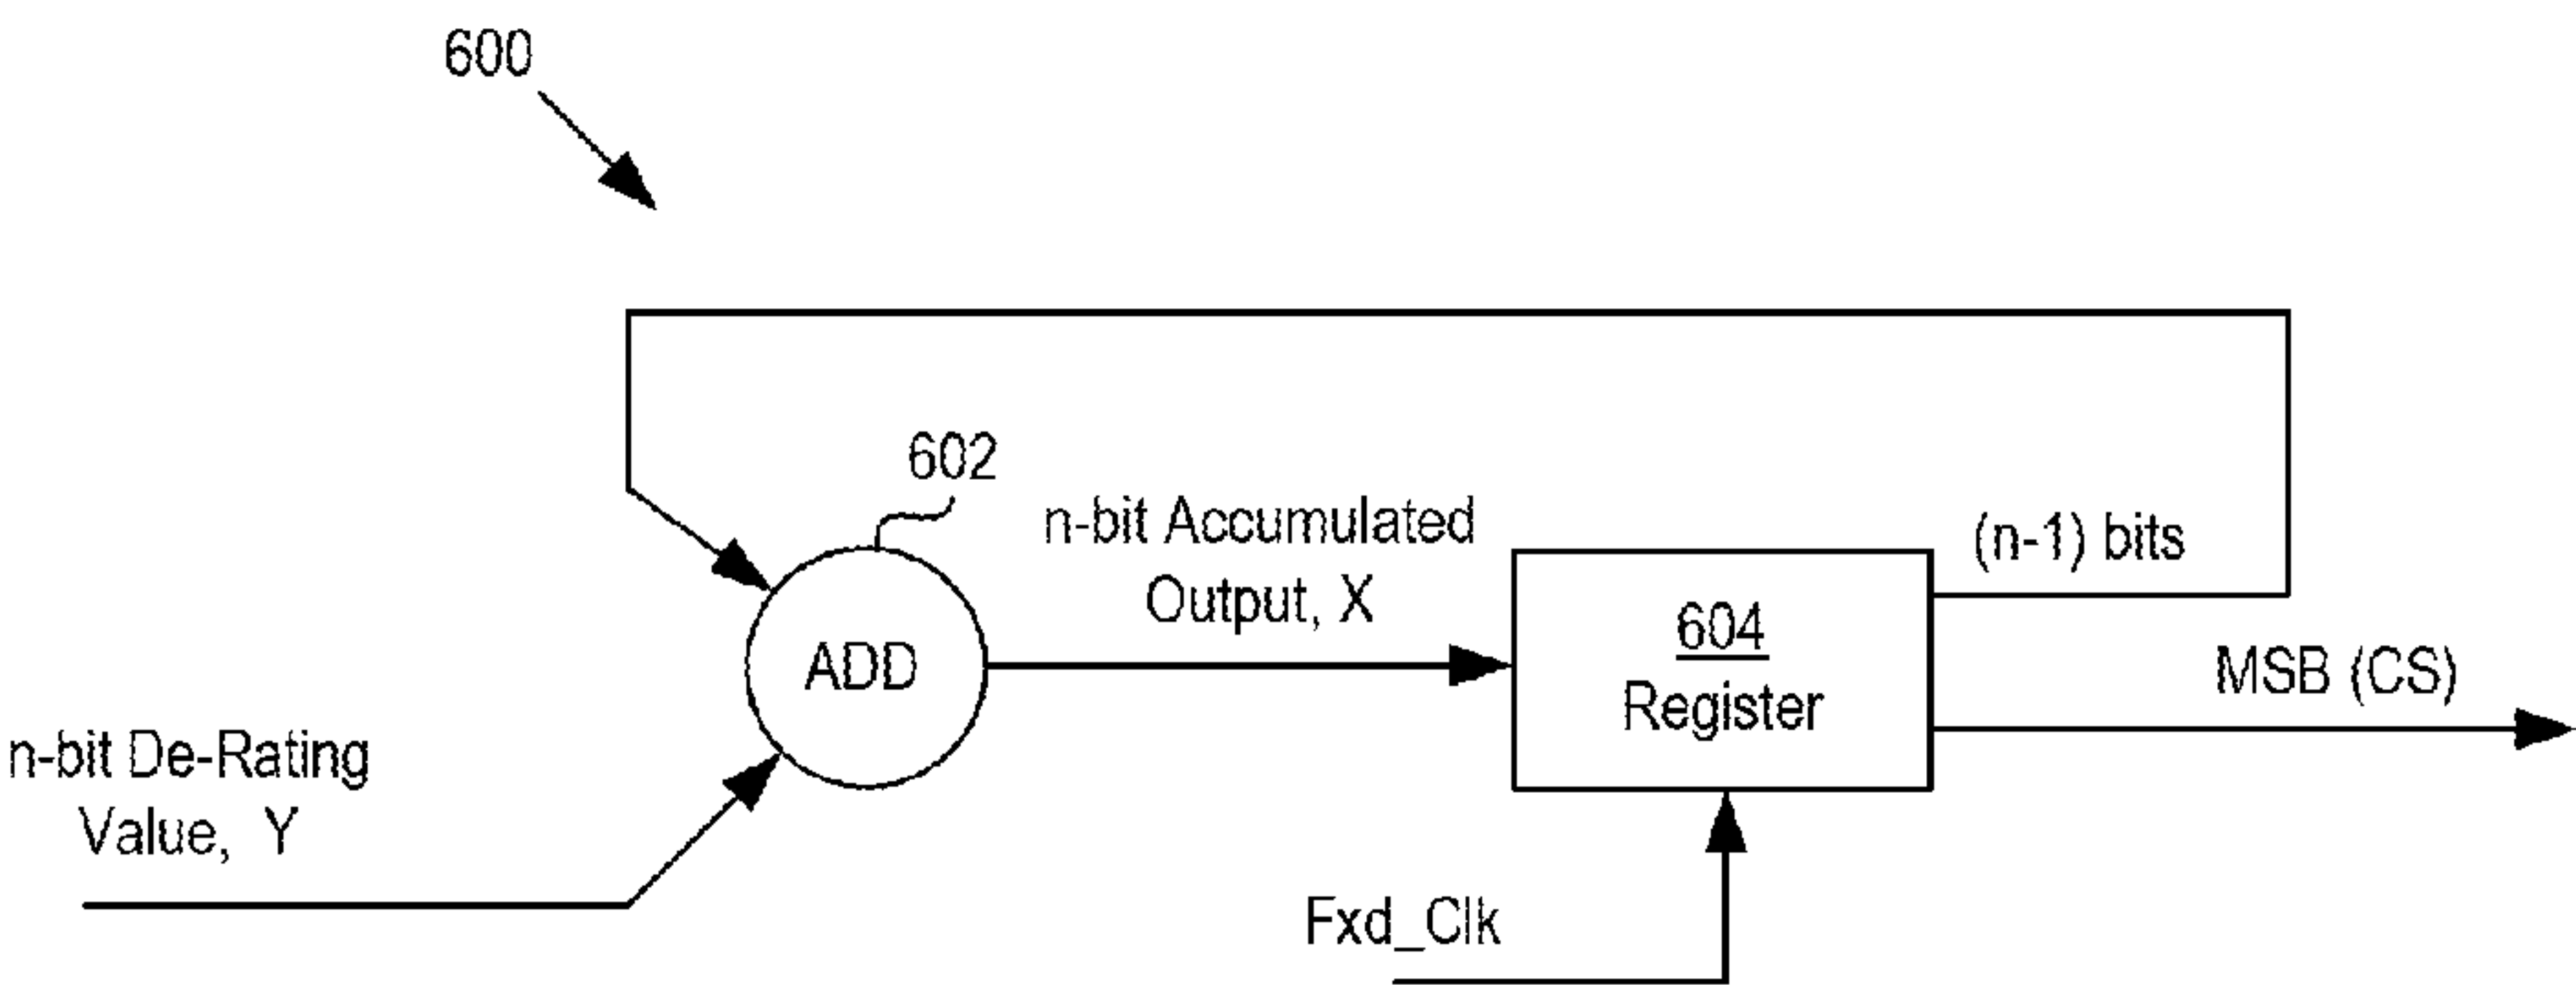 600
602
n-bit Accumulated
Output, X
(n-1) bits
604
Register
ADD
MSB (CS)
n-bit De-Rating
Value, Y
Fxd_Clk